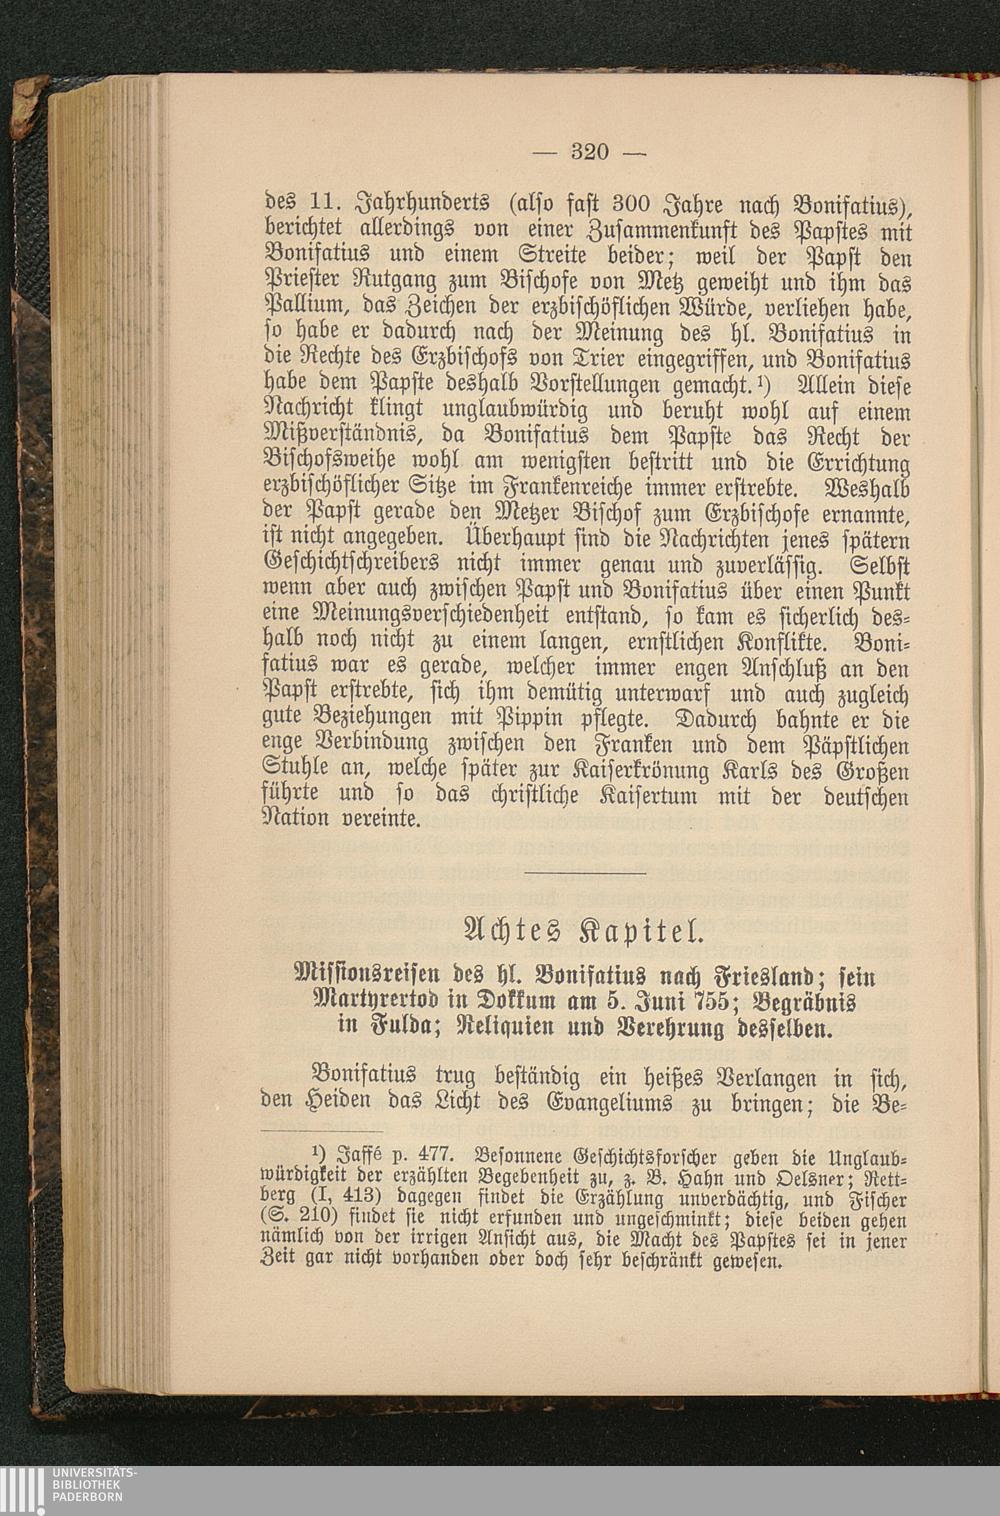 — 320 —
des 11. Jahrhunderts (also fast 300 Jahre nach Bonifatius),
berichtet allerdings von einer Zusammenkunft des Papstes mit
Bonifatius und einem Streite beider; weil der Papst den
Priester Rutgang zum Bischofe von Metz geweiht und ihm das
Pallium, das Zeichen der erzbischöflichen Würde, verliehen habe,
so habe er dadurch nach der Meinung des hl. Bonifatius in
die Rechte des Erzbischofs von Trier eingegriffen, und Bonifatius
habe dem Papste deshalb Vorstellungen gemacht.¹) Allein diese
Nachricht klingt unglaubwürdig und beruht wohl auf einem
Mißverständnis, da Bonifatius dem Papste das Recht der
Bischofsweihe wohl am wenigsten bestritt und die Errichtung
erzbischöflicher Sitze im Frankenreiche immer erstrebte. Weshalb
der Papst gerade den Metzer Bischof zum Erzbischofe ernannte,
ist nicht angegeben. Überhaupt sind die Nachrichten jenes spätern
Geschichtschreibers nicht immer genau und zuverlässig. Selbst
wenn aber auch zwischen Papst und Bonifatius über einen Punkt
eine Meinungsverschiedenheit entstand, so kam es sicherlich des-
halb noch nicht zu einem langen, ernstlichen Konflikte. Boni-
fatius war es gerade, welcher immer engen Anschluß an den
Papst erstrebte, sich ihm demütig unterwarf und auch zugleich
gute Beziehungen mit Pippin pflegte. Dadurch bahnte er die
enge Verbindung zwischen den Franken und dem Päpstlichen
Stuhle an, welche später zur Kaiserkrönung Karls des Großen
führte und so das christliche Kaisertum mit der deutschen
Nation vereinte.
Achtes Kapitel.
Missionsreisen des hl. Bonifatius nach Friesland; sein
Martyrertod in Dokkum am 5. Juni 755; Begräbnis
in Fulda; Reliquien und Verehrung desselben.
Bonifatius trug beständig ein heißes Verlangen in sich,
den Heiden das Licht des Evangeliums zu bringen; die Be-
¹) Jaffé p. 477. Besonnene Geschichtsforscher geben die Unglaub-
würdigkeit der erzählten Begebenheit zu, z. B. Hahn und Oelsner; Rett-
berg (I, 413) dagegen findet die Erzählung unverdächtig, und Fischer
(S. 210) findet sie nicht erfunden und ungeschminkt; diese beiden gehen
nämlich von der irrigen Ansicht aus, die Macht des Papstes sei in jener
Zeit gar nicht vorhanden oder doch sehr beschränkt gewesen.
UNIVERSITÄTS-
BIBLIOTHEK
PADERBORN